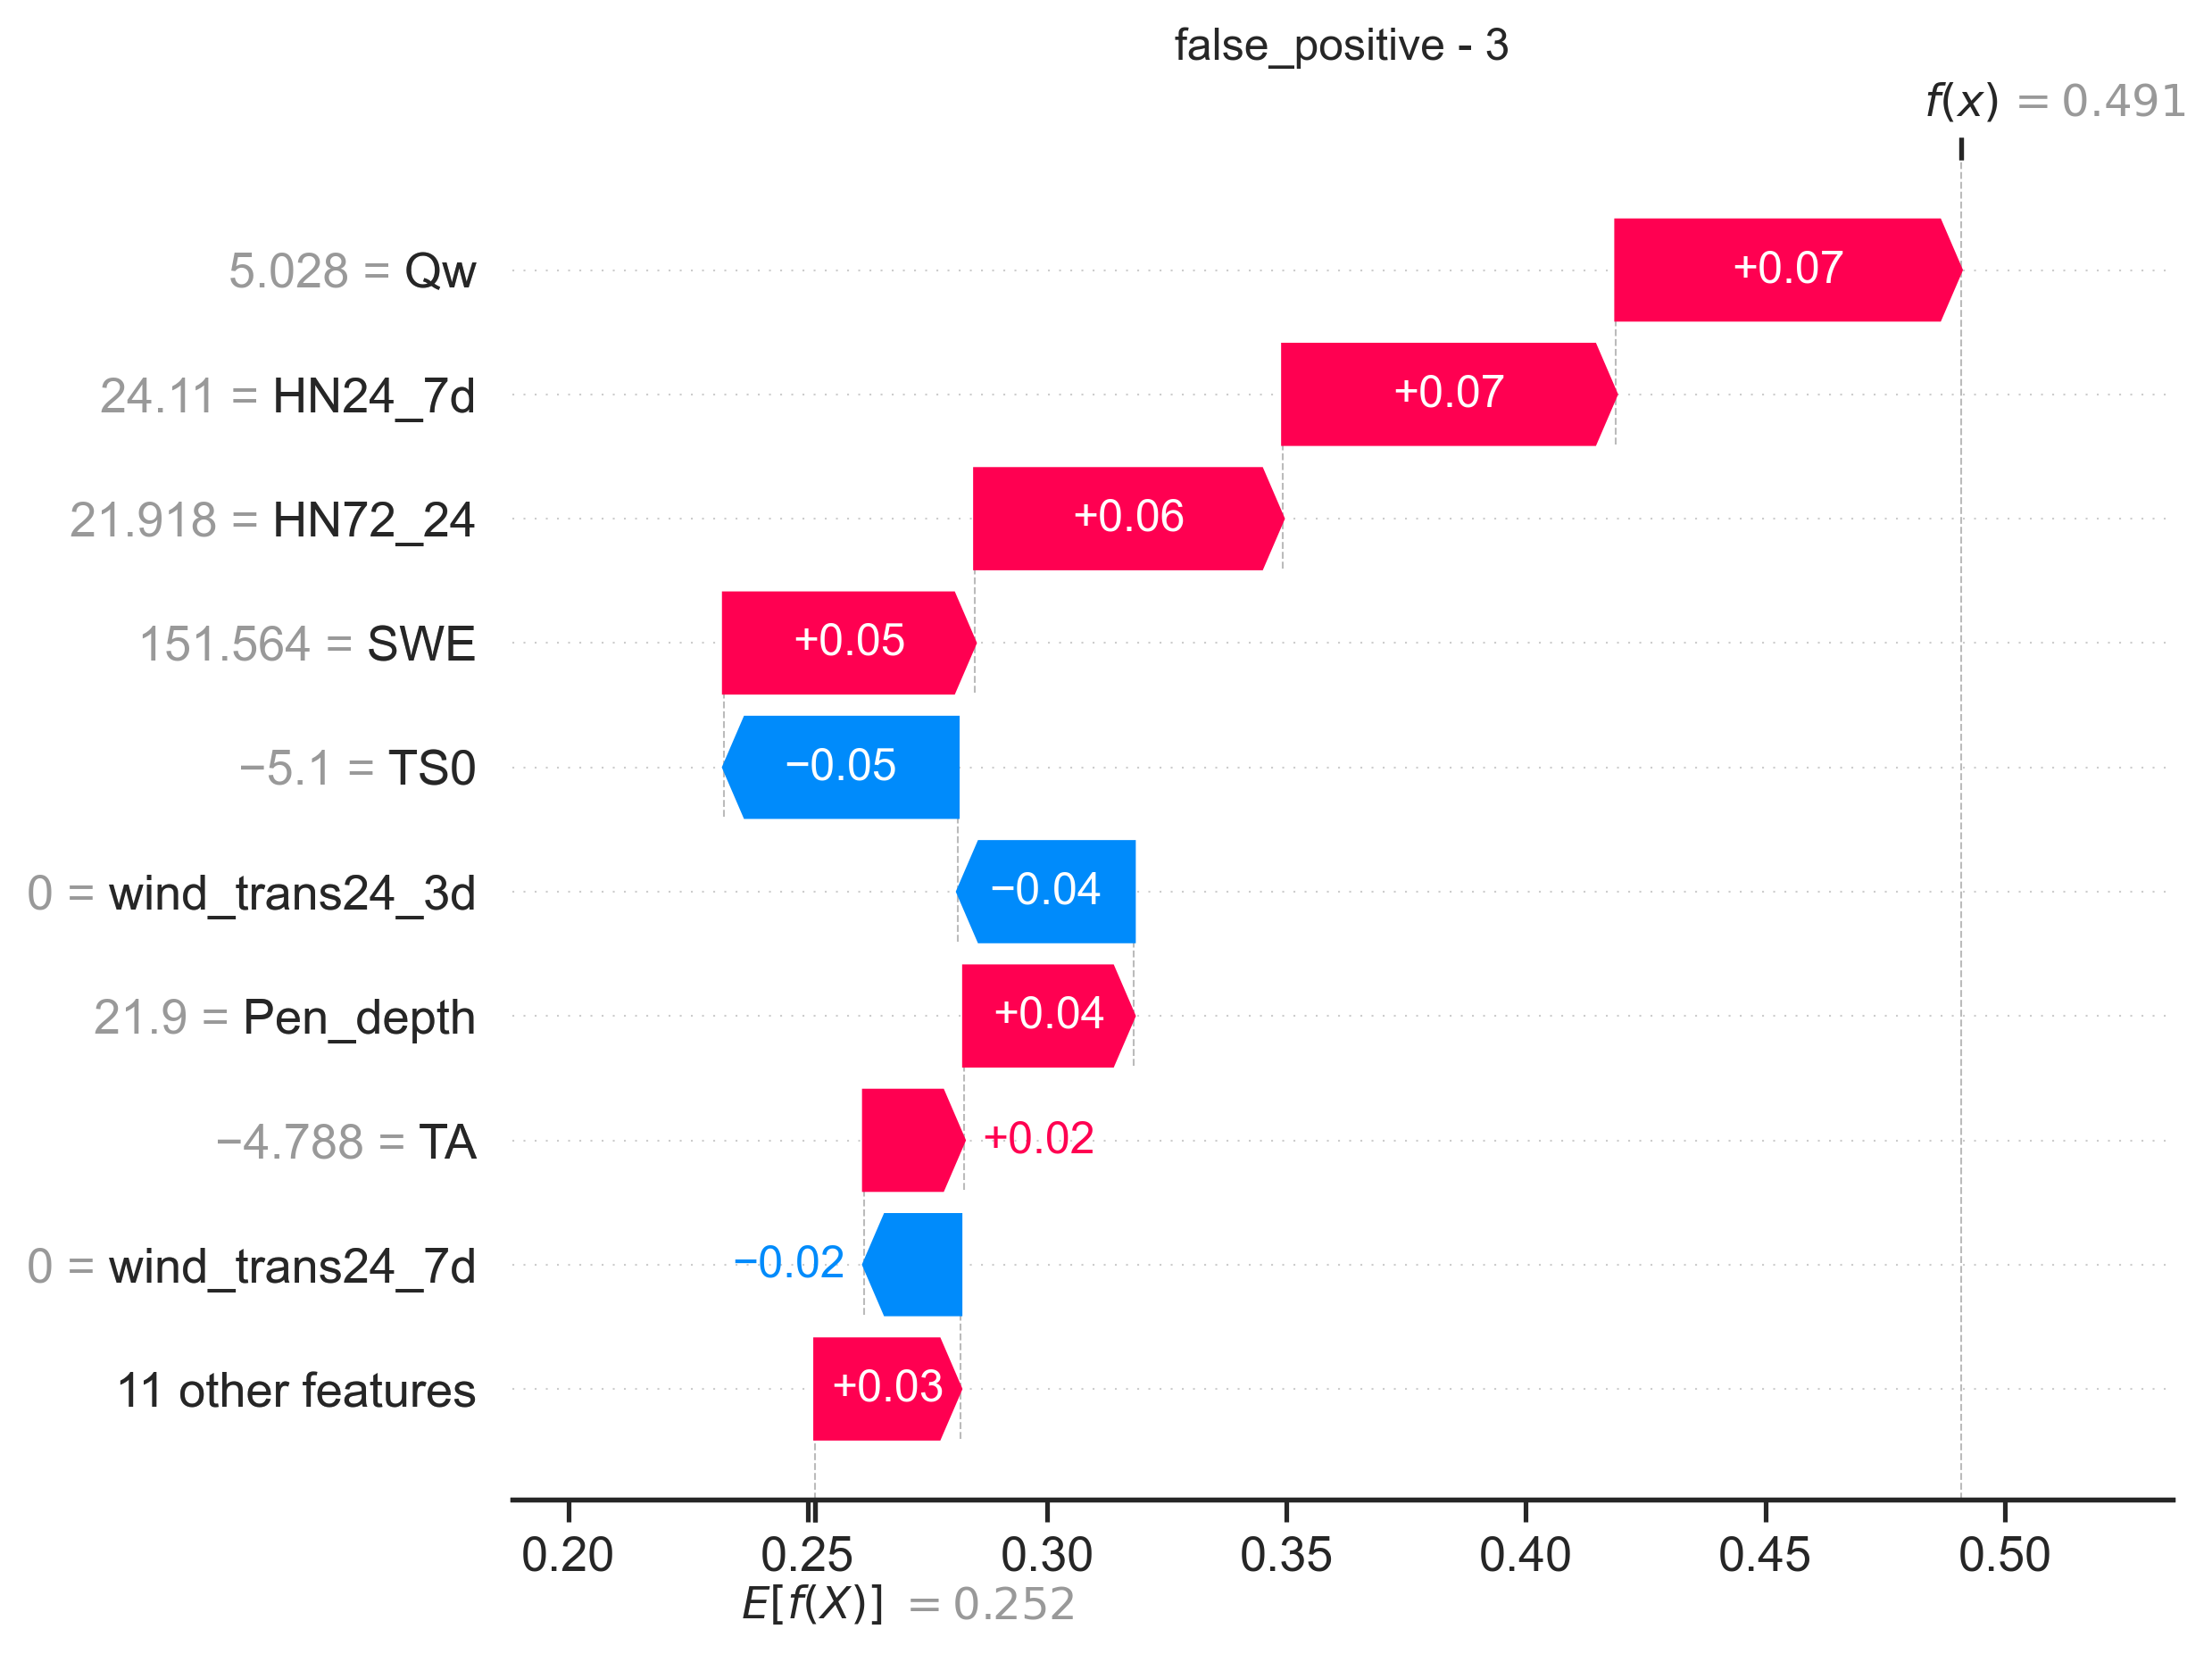 false_positive - 3
f(x) = 0.491
5.028 = Qw +0.07
24.11 = HN24_7d +0.07
21.918 = HN72_24 +0.06
151.564 = SWE +0.05
−5.1 = TS0 −0.05
0 = wind_trans24_3d −0.04
21.9 = Pen_depth +0.04
−4.788 = TA +0.02
0 = wind_trans24_7d −0.02
11 other features +0.03
0.20 0.25 0.30 0.35 0.40 0.45 0.50
E[f(X)] = 0.252